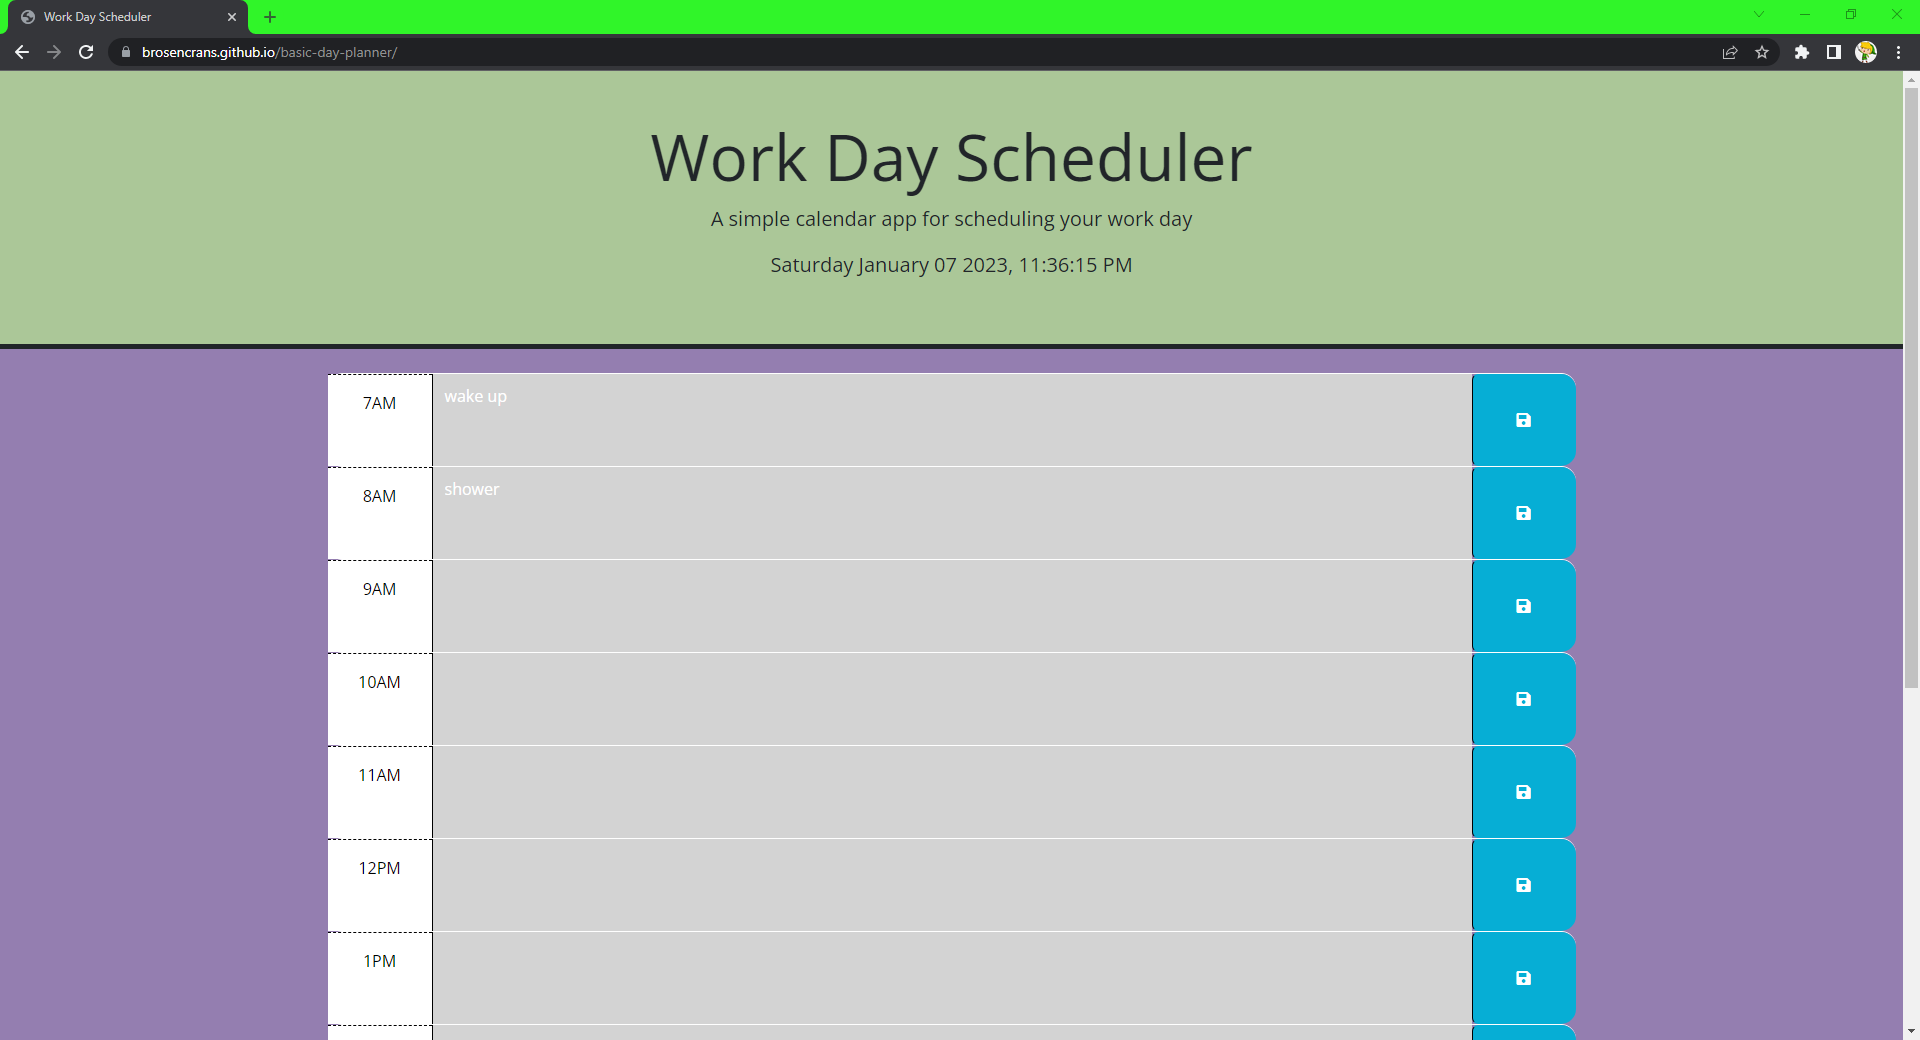 Work Day Scheduler
brosencrans.github.io/basic-day-planner/
Work Day Scheduler
A simple calendar app for scheduling your work day
Saturday January 07 2023, 11:36:15 PM
7AM
wake up
8AM
shower
9AM
10AM
11AM
12PM
1PM